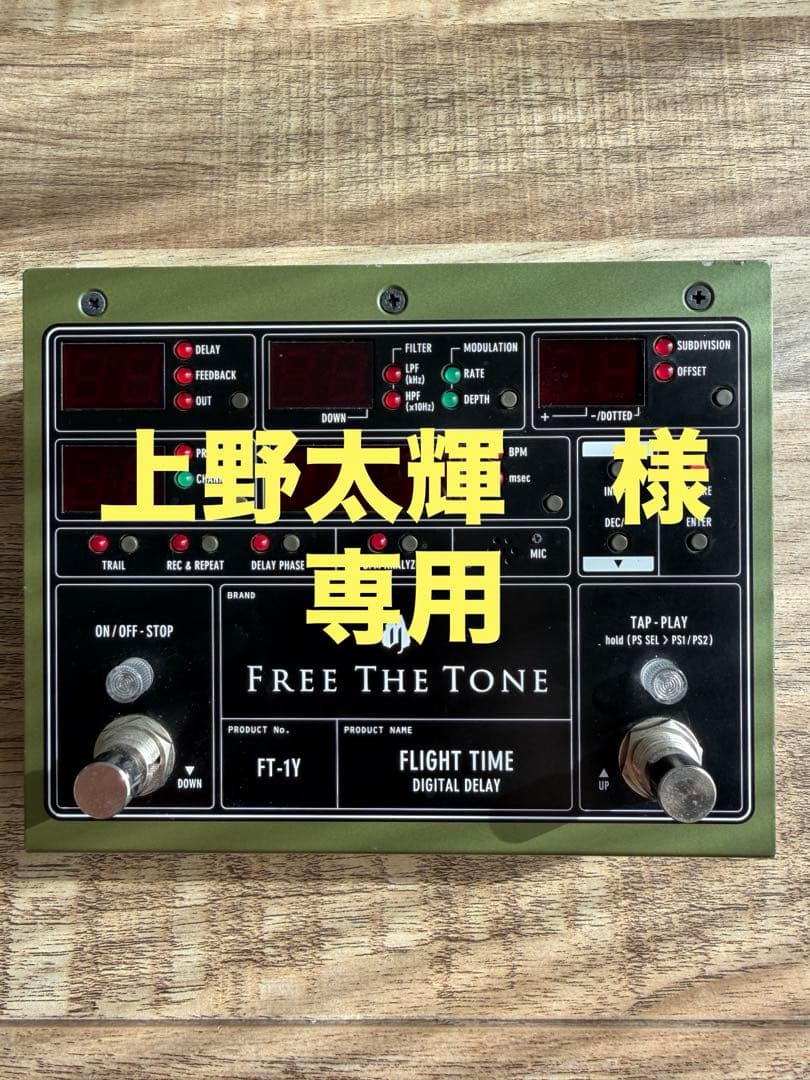 DELAY
FEEDBACK
OUT
FILTER
LPF
(kHz)
HPF
(×10Hz)
DOWN
MODULATION
RATE
DEPTH
SUBDIVISION
OFFSET
+ -/DOTTED
BPM
msec
上野太輝 様
専用
DEC/
ENTER
TRAIL
REC & REPEAT
DELAY PHASE
MIC
BRAND
FREE THE TONE
ON/OFF-STOP
▼
DOWN
TAP-PLAY
hold (PS SEL > PS1/PS2)
▲
UP
PRODUCT No.
FT-1Y
PRODUCT NAME
FLIGHT TIME
DIGITAL DELAY